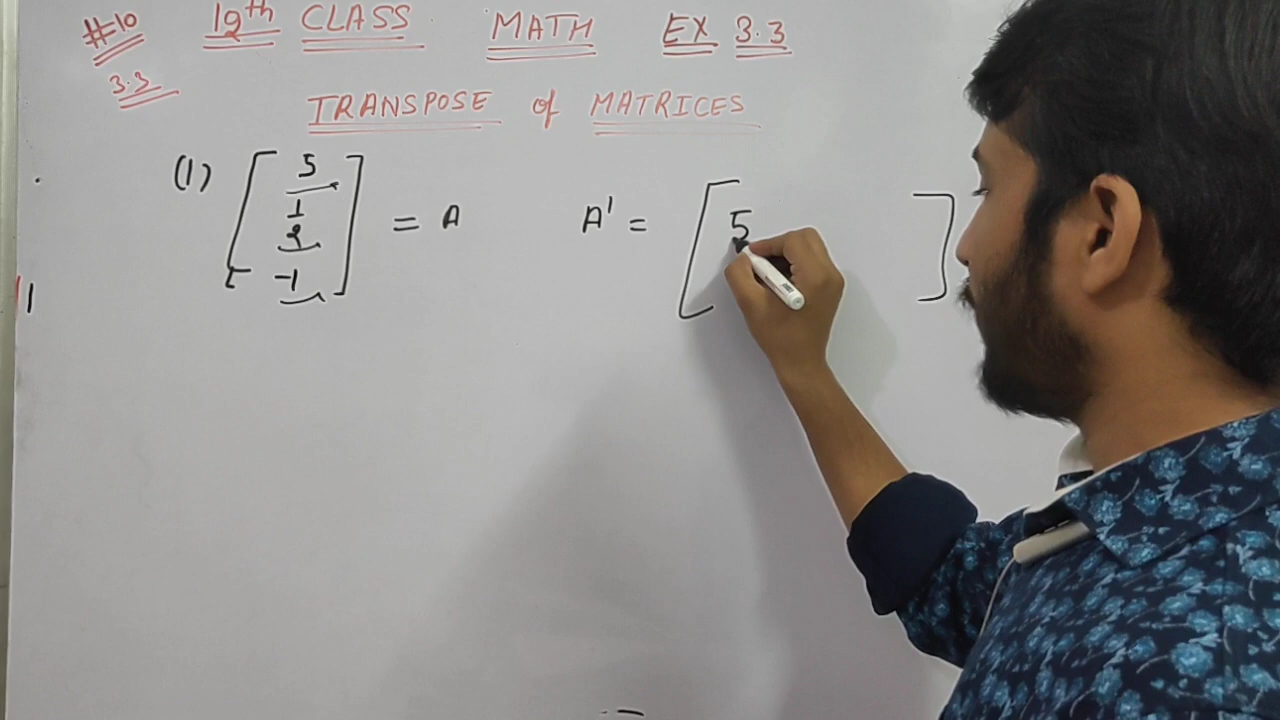 #10 12th CLASS MATH EX 3.3
3.3
TRANSPOSE of MATRICES
(1) [ 5 1/2 -1 ] = A A' = [ 5 ]